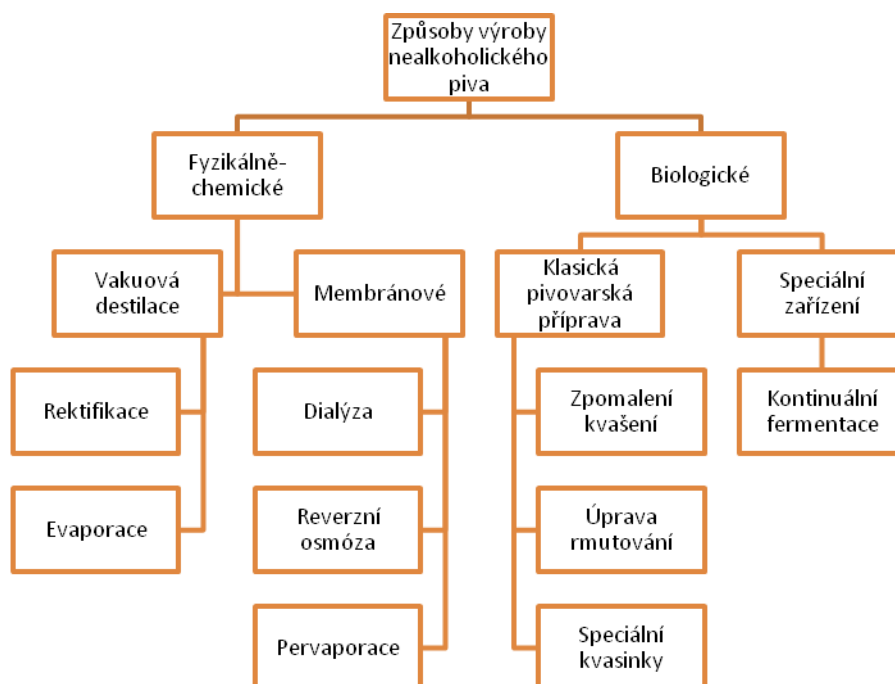 Způsoby výroby
nealkoholického
piva
Fyzikálně-
chemické
Biologické
Vakuová
destilace
Membránové
Klasická
pivovarská
příprava
Speciální
zařízení
Rektifikace
Dialýza
Zpomalení
kvašení
Kontinuální
fermentace
Evaporace
Reverzní
osmóza
Úprava
rmutování
Pervaporace
Speciální
kvasinky